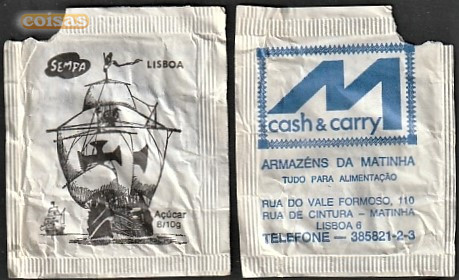 coisas
SEMPA
LISBOA
Açúcar
8/10g
M
cash & carry
ARMAZÉNS DA MATINHA
TUDO PARA ALIMENTAÇÃO
RUA DO VALE FORMOSO, 110
RUA DE CINTURA - MATINHA
LISBOA 6
TELEFONE — 385821-2-3